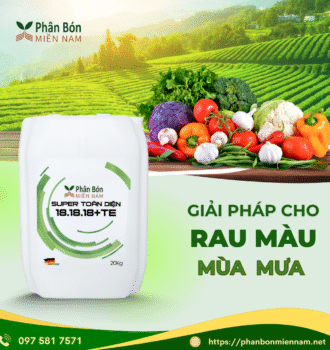 Phân Bón
MIỀN NAM
Phân Bón
MIỀN NAM
SUPER TOÀN DIỆN
18.18.18+TE
20Kg
GIẢI PHÁP CHO
RAU MÀU
MÙA MƯA
097 581 7571
https://phanbonmiennam.net